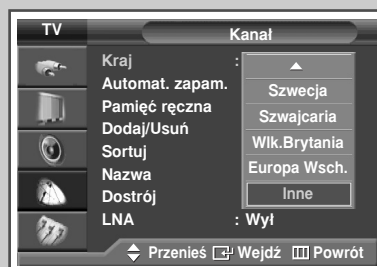 TV
Kanał
Kraj :
Automat. zapam.
Pamięć ręczna
Dodaj/Usuń
Sortuj
Nazwa
Dostrój
LNA : Wył
Szwecja
Szwajcaria
Wlk.Brytania
Europa Wsch.
Inne
Przenieś Wejdź Powrót